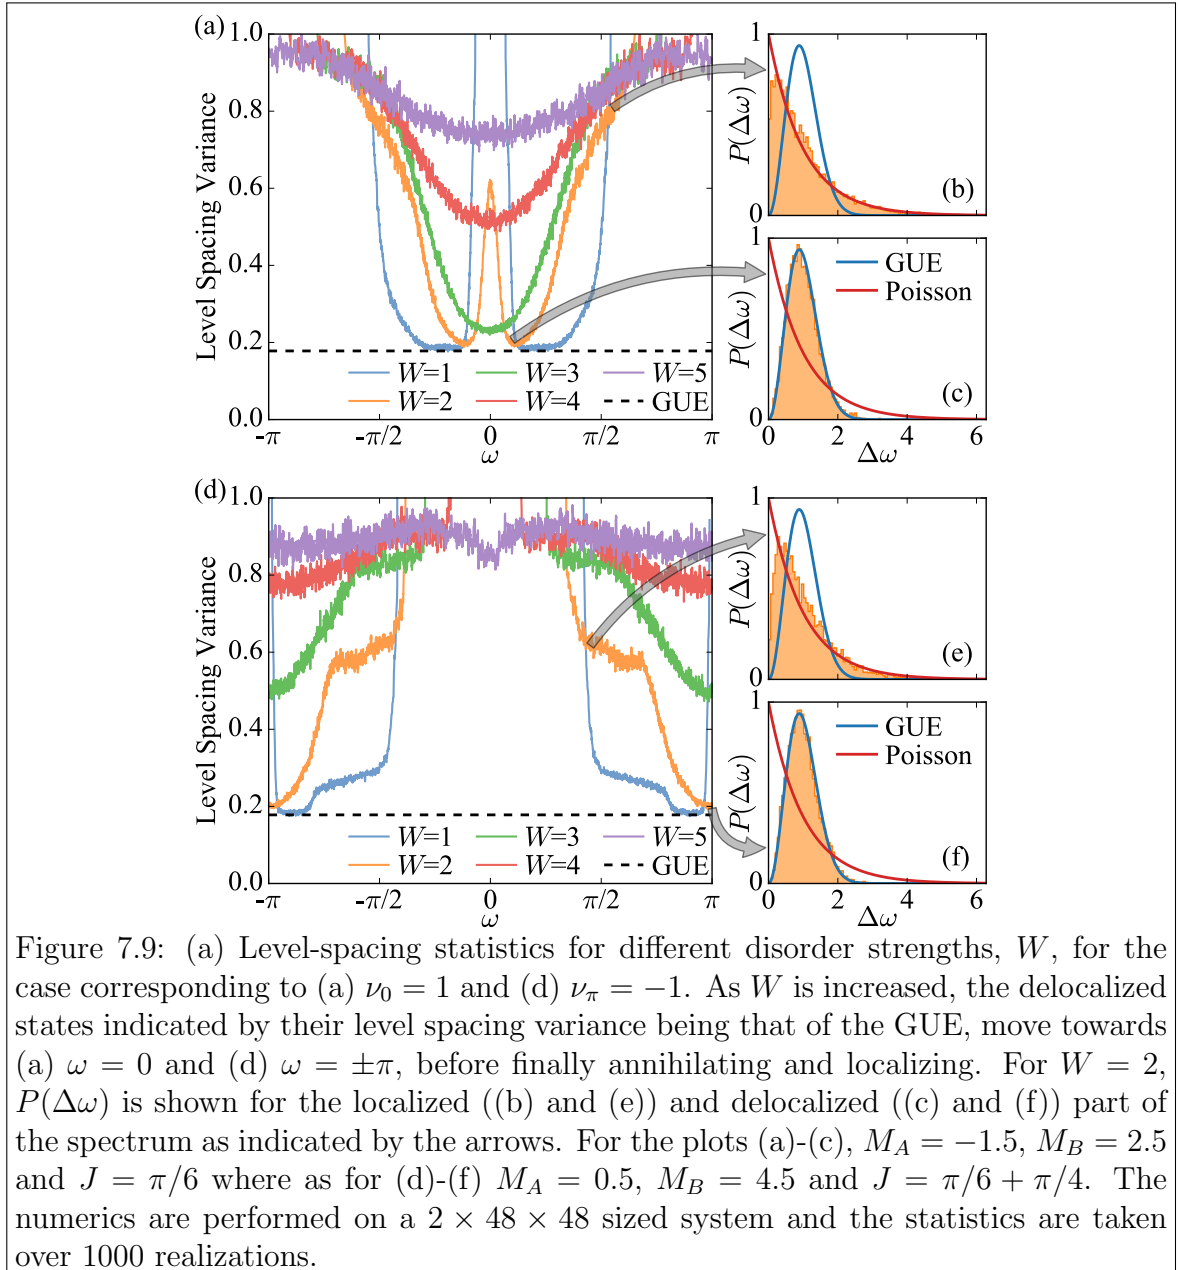 (a)
1.0
0.8
0.6
0.4
0.2
0.0
Level Spacing Variance
W=1 W=3 W=5
W=2 W=4 GUE
-π -π/2 0 π/2 π
ω
1
P(Δω)
(b)
0
1
P(Δω)
GUE
Poisson
(c)
0
0 2 4 6
Δω
(d)
1.0
0.8
0.6
0.4
0.2
0.0
Level Spacing Variance
W=1 W=3 W=5
W=2 W=4 GUE
-π -π/2 0 π/2 π
ω
1
P(Δω)
(e)
0
1
P(Δω)
GUE
Poisson
(f)
0
0 2 4 6
Δω
Figure 7.9: (a) Level-spacing statistics for different disorder strengths, W, for the
case corresponding to (a) ν₀ = 1 and (d) ν_π = −1. As W is increased, the delocalized
states indicated by their level spacing variance being that of the GUE, move towards
(a) ω = 0 and (d) ω = ±π, before finally annihilating and localizing. For W = 2,
P(Δω) is shown for the localized ((b) and (e)) and delocalized ((c) and (f)) part of
the spectrum as indicated by the arrows. For the plots (a)-(c), M_A = −1.5, M_B = 2.5
and J = π/6 where as for (d)-(f) M_A = 0.5, M_B = 4.5 and J = π/6 + π/4. The
numerics are performed on a 2 × 48 × 48 sized system and the statistics are taken
over 1000 realizations.